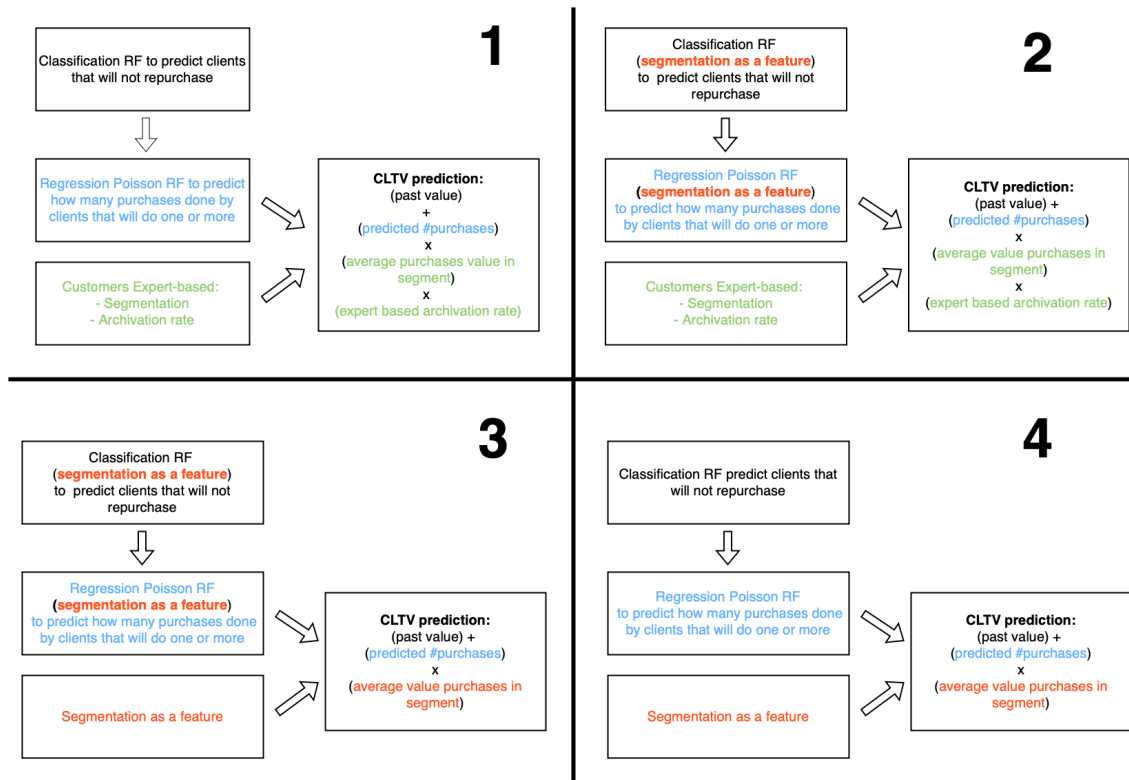 1
Classification RF to predict clients
that will not repurchase
Regression Poisson RF to predict
how many purchases done by
clients that will do one or more
Customers Expert-based:
- Segmentation
- Archivation rate
CLTV prediction:
(past value)
+
(predicted #purchases)
x
(average purchases value in
segment)
x
(expert based archivation rate)
2
Classification RF
(segmentation as a feature)
to predict clients that will not
repurchase
Regression Poisson RF
(segmentation as a feature)
to predict how many purchases done
by clients that will do one or more
Customers Expert-based:
- Segmentation
- Archivation rate
CLTV prediction:
(past value) +
(predicted #purchases)
x
(average value purchases in
segment)
x
(expert based archivation rate)
3
Classification RF
(segmentation as a feature)
to predict clients that will not
repurchase
Regression Poisson RF
(segmentation as a feature)
to predict how many purchases done
by clients that will do one or more
Segmentation as a feature
CLTV prediction:
(past value) +
(predicted #purchases)
x
(average value purchases in
segment)
4
Classification RF predict clients that
will not repurchase
Regression Poisson RF
to predict how many purchases done
by clients that will do one or more
Segmentation as a feature
CLTV prediction:
(past value) +
(predicted #purchases)
x
(average value purchases in
segment)